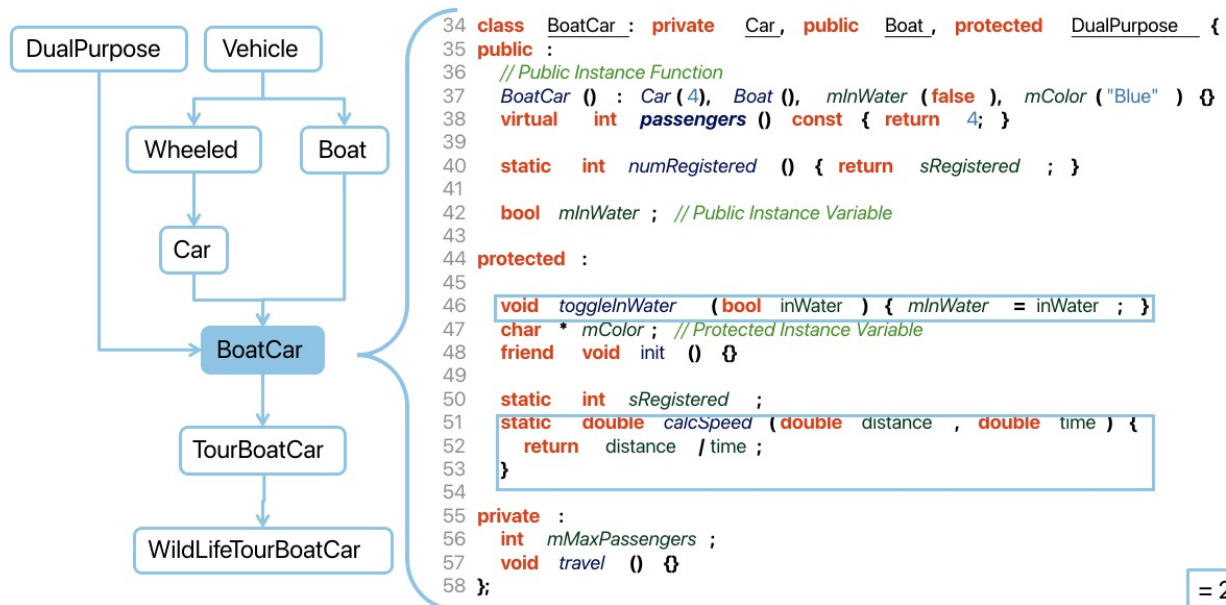 DualPurpose
Vehicle
Wheeled
Boat
Car
BoatCar
TourBoatCar
WildLifeTourBoatCar
34 class BoatCar : private Car , public Boat , protected DualPurpose {
35 public :
36 // Public Instance Function
37 BoatCar () : Car ( 4), Boat (), mInWater ( false ), mColor ( "Blue" ) {}
38 virtual int passengers () const { return 4; }
39
40 static int numRegistered () { return sRegistered ; }
41
42 bool mInWater ; // Public Instance Variable
43
44 protected :
45
46 void toggleInWater ( bool inWater ) { mInWater = inWater ; }
47 char * mColor ; // Protected Instance Variable
48 friend void init () {}
49
50 static int sRegistered ;
51 static double calcSpeed ( double distance , double time ) {
52 return distance / time ;
53 }
54
55 private :
56 int mMaxPassengers ;
57 void travel () {}
58 };
= 2